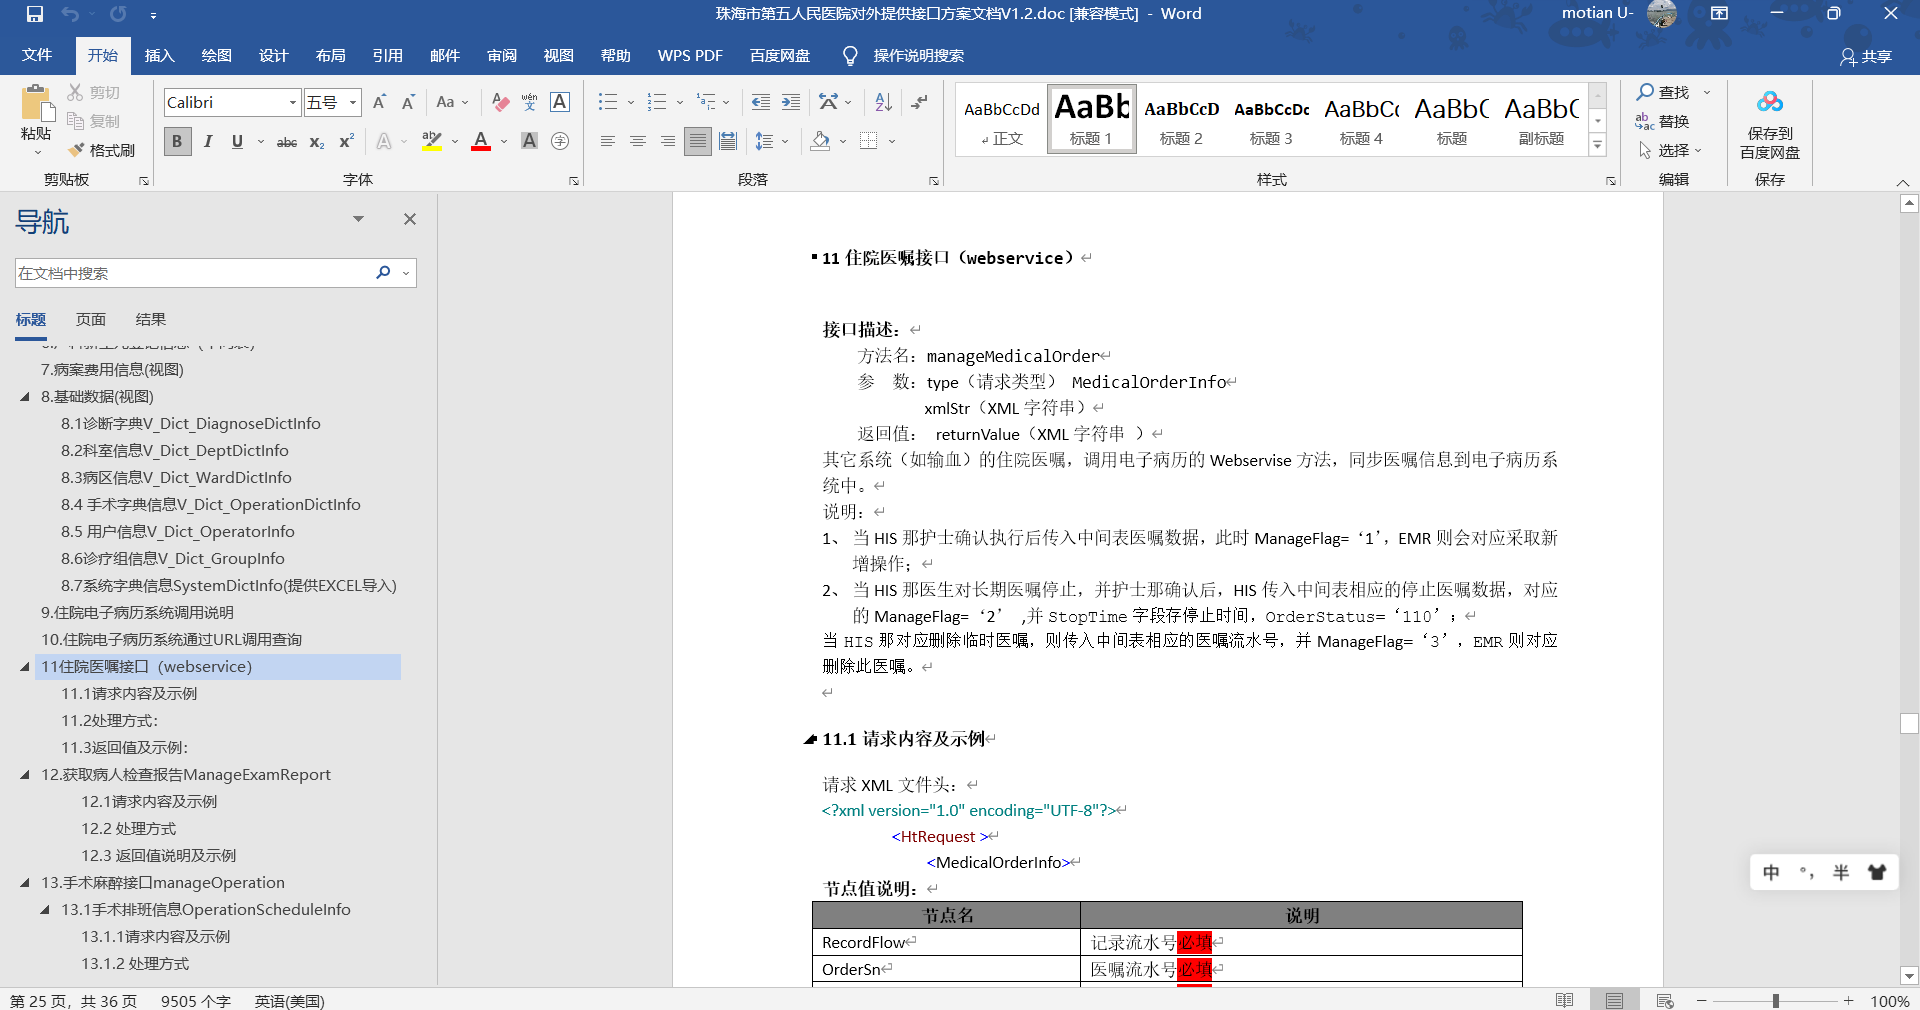 珠海市第五人民医院对外提供接口方案文档V1.2.doc [兼容模式] - Word
motian U-
文件 开始 插入 绘图 设计 布局 引用 邮件 审阅 视图 帮助 WPS PDF 百度网盘 操作说明搜索
共享
粘贴
剪切
复制
格式刷
剪贴板
Calibri 五号
字体
段落
AaBbCcDd 正文
AaBb 标题 1
AaBbCcD 标题 2
AaBbCcDc 标题 3
AaBbCc 标题 4
AaBbC 标题
AaBbC 副标题
样式
查找
替换
选择
编辑
保存到
百度网盘
保存
导航
在文档中搜索
标题 页面 结果
7.病案费用信息(视图)
8.基础数据(视图)
8.1诊断字典V_Dict_DiagnoseDictInfo
8.2科室信息V_Dict_DeptDictInfo
8.3病区信息V_Dict_WardDictInfo
8.4 手术字典信息V_Dict_OperationDictInfo
8.5 用户信息V_Dict_OperatorInfo
8.6诊疗组信息V_Dict_GroupInfo
8.7系统字典信息SystemDictInfo(提供EXCEL导入)
9.住院电子病历系统调用说明
10.住院电子病历系统通过URL调用查询
11住院医嘱接口（webservice）
11.1请求内容及示例
11.2处理方式：
11.3返回值及示例：
12.获取病人检查报告ManageExamReport
12.1请求内容及示例
12.2 处理方式
12.3 返回值说明及示例
13.手术麻醉接口manageOperation
13.1手术排班信息OperationScheduleInfo
13.1.1请求内容及示例
13.1.2 处理方式
11 住院医嘱接口（webservice）
接口描述：
方法名：manageMedicalOrder
参　数：type（请求类型） MedicalOrderInfo
xmlStr（XML 字符串）
返回值： returnValue（XML 字符串 ）
其它系统（如输血）的住院医嘱，调用电子病历的 Webservise 方法，同步医嘱信息到电子病历系
统中。
说明：
1、 当 HIS 那护士确认执行后传入中间表医嘱数据，此时 ManageFlag=‘1’，EMR 则会对应采取新
增操作；
2、 当 HIS 那医生对长期医嘱停止，并护士那确认后，HIS 传入中间表相应的停止医嘱数据，对应
的 ManageFlag=‘2’ ,并 StopTime 字段存停止时间，OrderStatus=‘110’；
当 HIS 那对应删除临时医嘱，则传入中间表相应的医嘱流水号，并 ManageFlag=‘3’，EMR 则对应
删除此医嘱。
11.1 请求内容及示例
请求 XML 文件头：
<?xml version="1.0" encoding="UTF-8"?>
<HtRequest >
<MedicalOrderInfo>
节点值说明：
节点名 说明
RecordFlow 记录流水号必填
OrderSn 医嘱流水号必填
中 °， 半
第 25 页，共 36 页 9505 个字 英语(美国)
100%